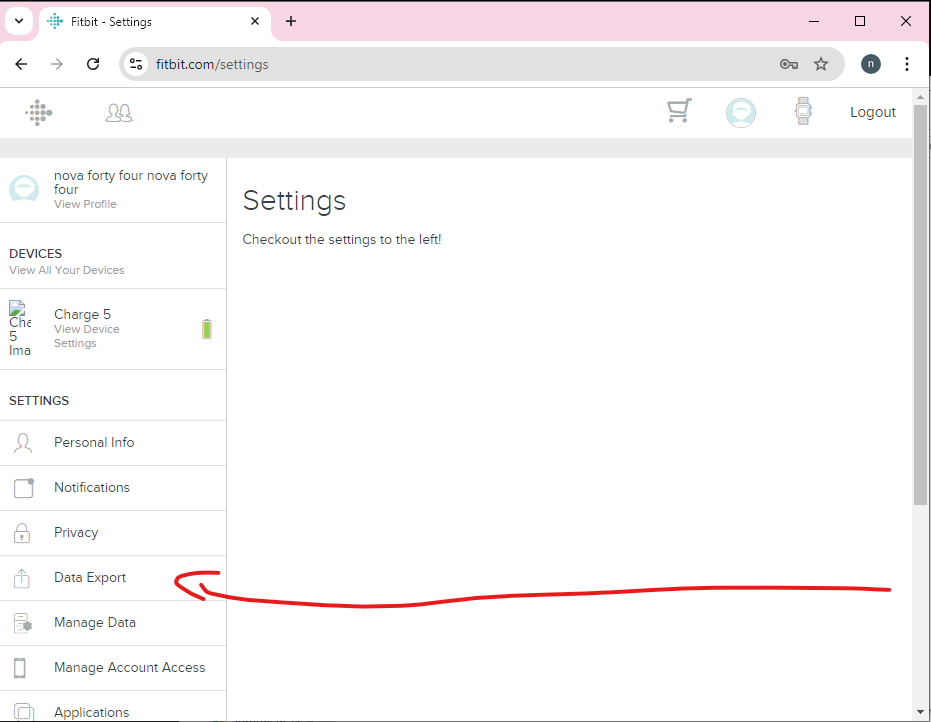 Fitbit - Settings
fitbit.com/settings
n
Logout
nova forty four nova forty
four
View Profile
DEVICES
View All Your Devices
Cha
5
Ima
Charge 5
View Device
Settings
SETTINGS
Personal Info
Notifications
Privacy
Data Export
Manage Data
Manage Account Access
Applications
Settings
Checkout the settings to the left!